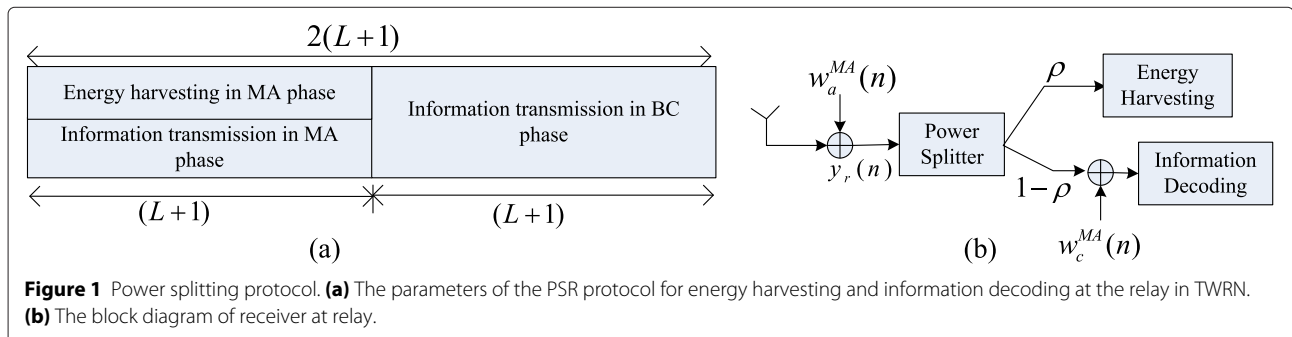 2(L+1)
Energy harvesting in MA phase
Information transmission in MA
phase
Information transmission in BC
phase
(L+1)
(L+1)
(a)
w_a^{MA}(n)
y_r(n)
Power
Splitter
ρ
Energy
Harvesting
1−ρ
Information
Decoding
w_c^{MA}(n)
(b)
Figure 1 Power splitting protocol. (a) The parameters of the PSR protocol for energy harvesting and information decoding at the relay in TWRN.
(b) The block diagram of receiver at relay.